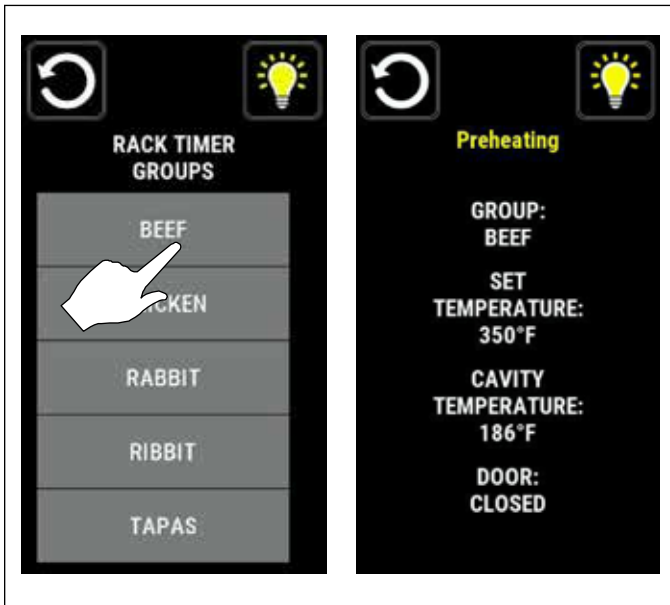 RACK TIMER
GROUPS
BEEF
RABBIT
RIBBIT
TAPAS
Preheating
GROUP:
BEEF
SET
TEMPERATURE:
350°F
CAVITY
TEMPERATURE:
186°F
DOOR:
CLOSED